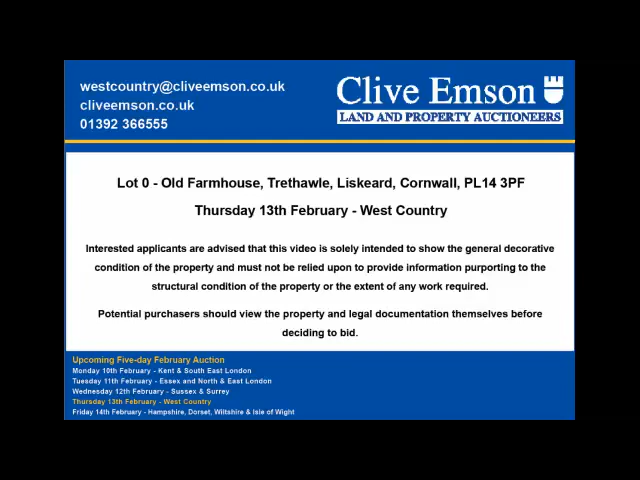 westcountry@cliveemson.co.uk
cliveemson.co.uk
01392 366555
Clive Emson
LAND AND PROPERTY AUCTIONEERS
Lot 0 - Old Farmhouse, Trethawle, Liskeard, Cornwall, PL14 3PF
Thursday 13th February - West Country
Interested applicants are advised that this video is solely intended to show the general decorative
condition of the property and must not be relied upon to provide information purporting to the
structural condition of the property or the extent of any work required.
Potential purchasers should view the property and legal documentation themselves before
deciding to bid.
Upcoming Five-day February Auction
Monday 10th February - Kent & South East London
Tuesday 11th February - Essex and North & East London
Wednesday 12th February - Sussex & Surrey
Thursday 13th February - West Country
Friday 14th February - Hampshire, Dorset, Wiltshire & Isle of Wight